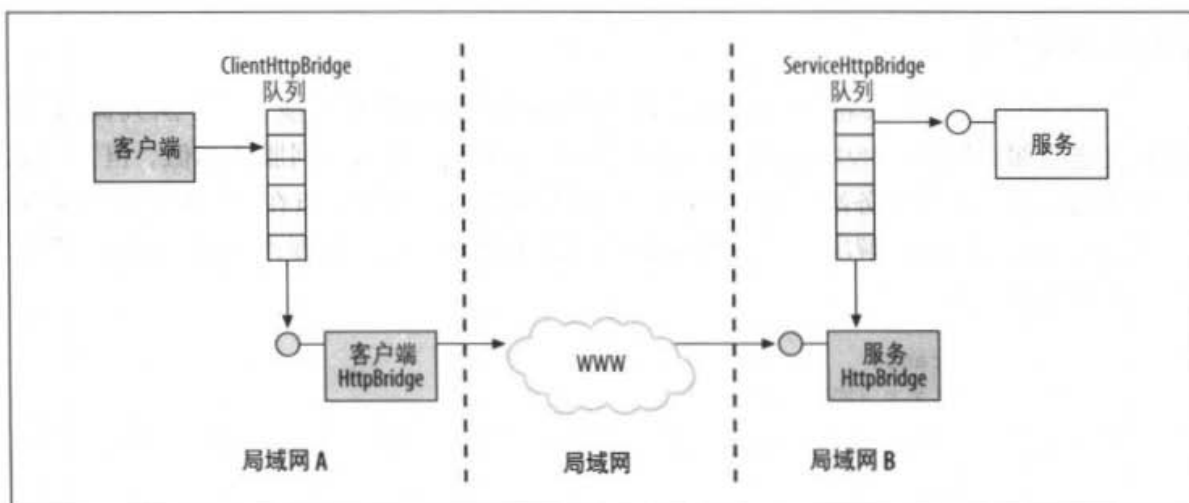 ClientHttpBridge
队列
客户端
客户端
HttpBridge
局域网 A
WWW
局域网
ServiceHttpBridge
队列
服务
服务
HttpBridge
局域网 B